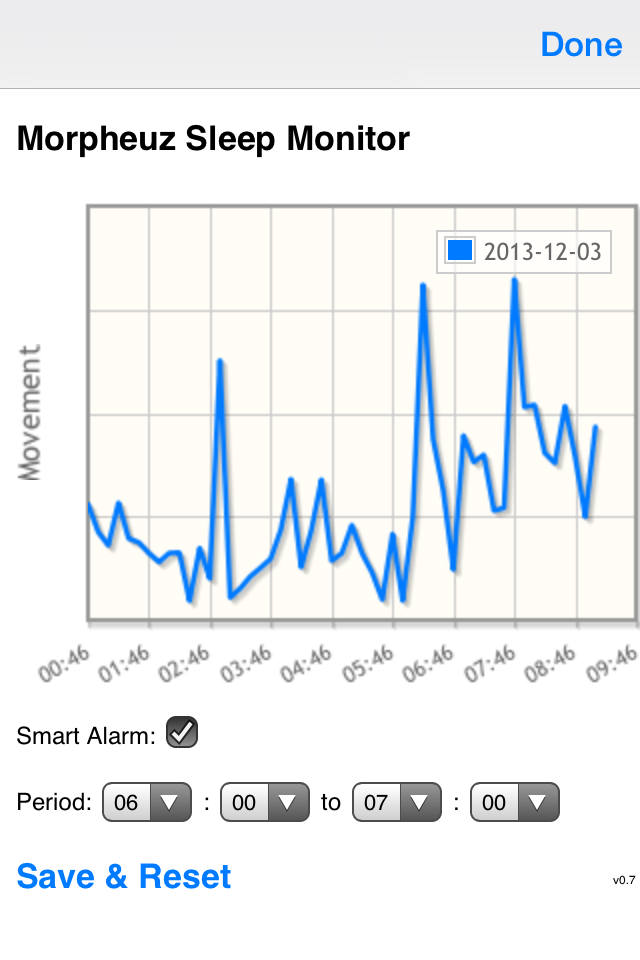 Done
Morpheuz Sleep Monitor
2013-12-03
Movement
00:46 01:46 02:46 03:46 04:46 05:46 06:46 07:46 08:46 09:46
Smart Alarm:
Period: 06 : 00 to 07 : 00
Save & Reset
v0.7